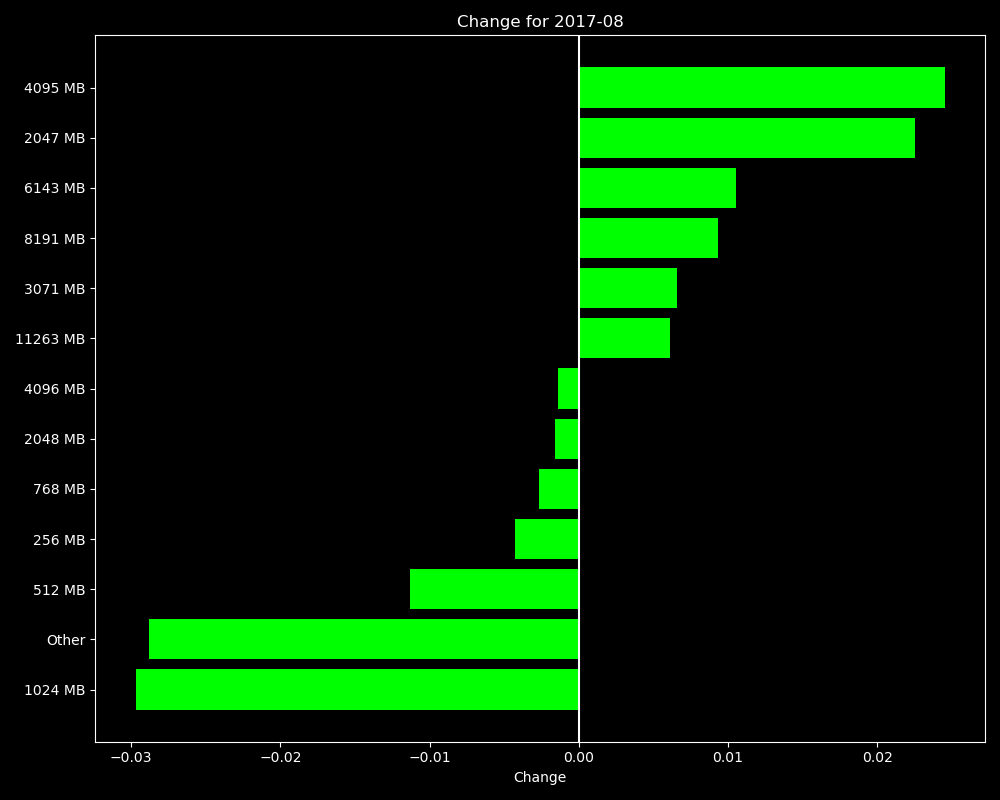 Change for 2017-08
4095 MB
2047 MB
6143 MB
8191 MB
3071 MB
11263 MB
4096 MB
2048 MB
768 MB
256 MB
512 MB
Other
1024 MB
−0.03 −0.02 −0.01 0.00 0.01 0.02
Change